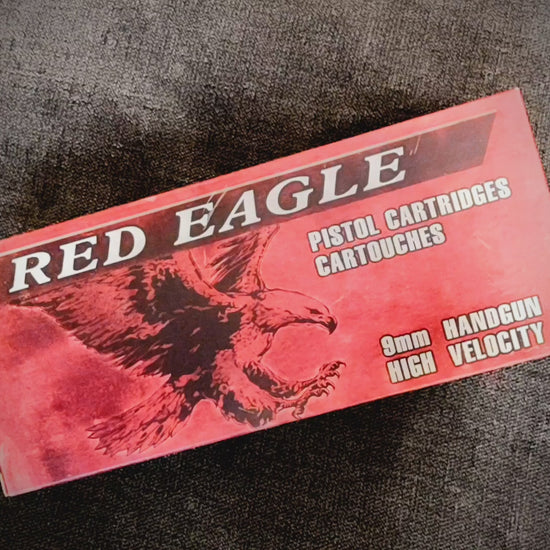 RED EAGLE
PISTOL CARTRIDGES
CARTOUCHES
9mm HANDGUN
HIGH VELOCITY